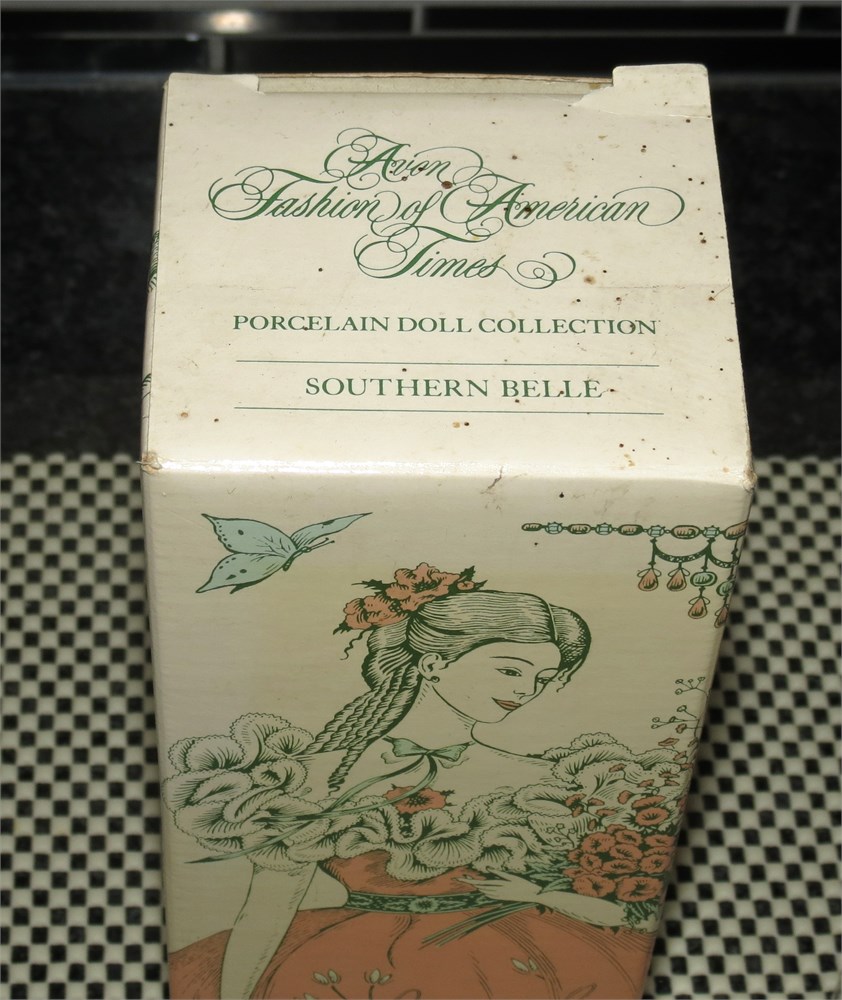 Avon
Fashion of American
Times
PORCELAIN DOLL COLLECTION
SOUTHERN BELLE